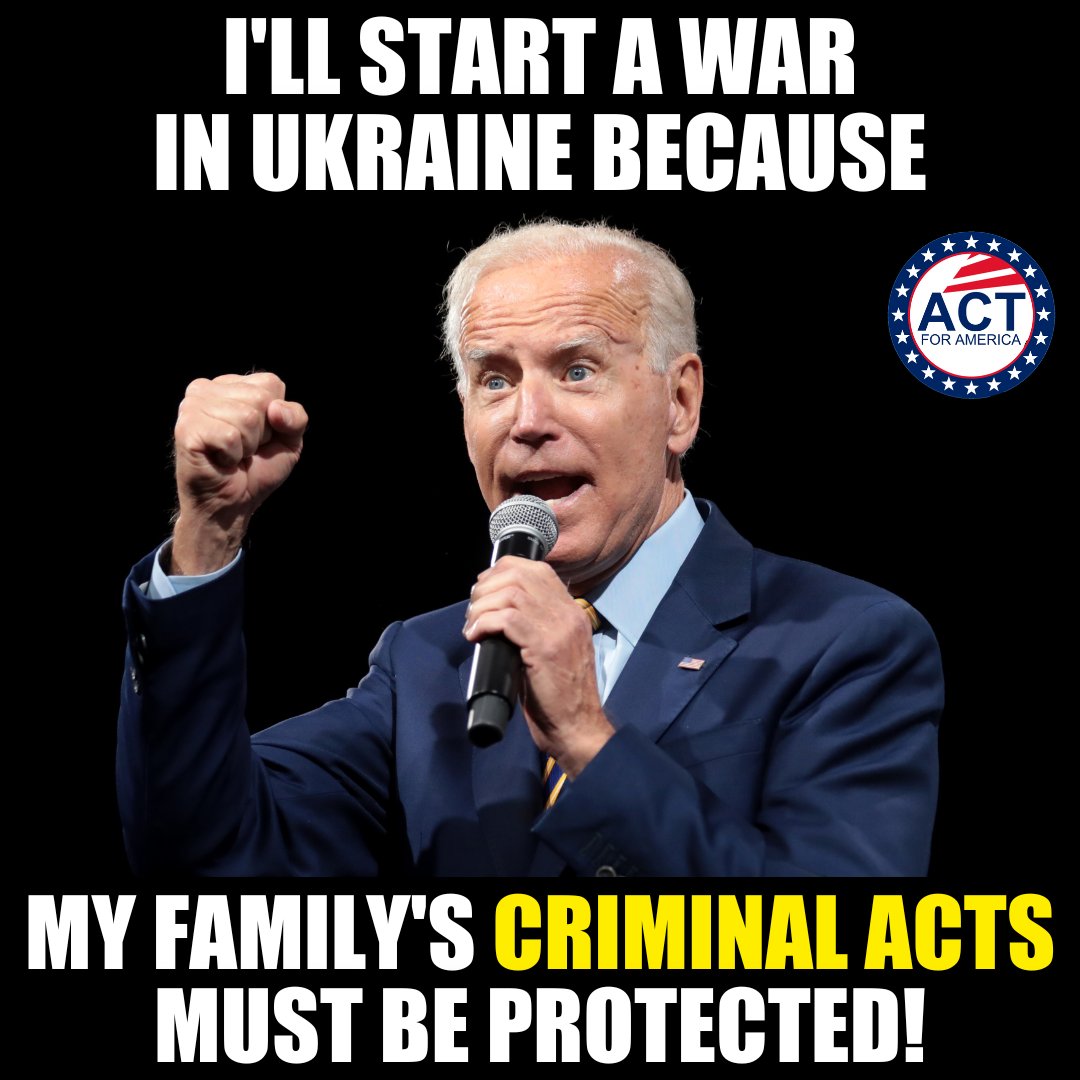 I'LL START A WAR
IN UKRAINE BECAUSE
ACT
FOR AMERICA
MY FAMILY'S CRIMINAL ACTS
MUST BE PROTECTED!